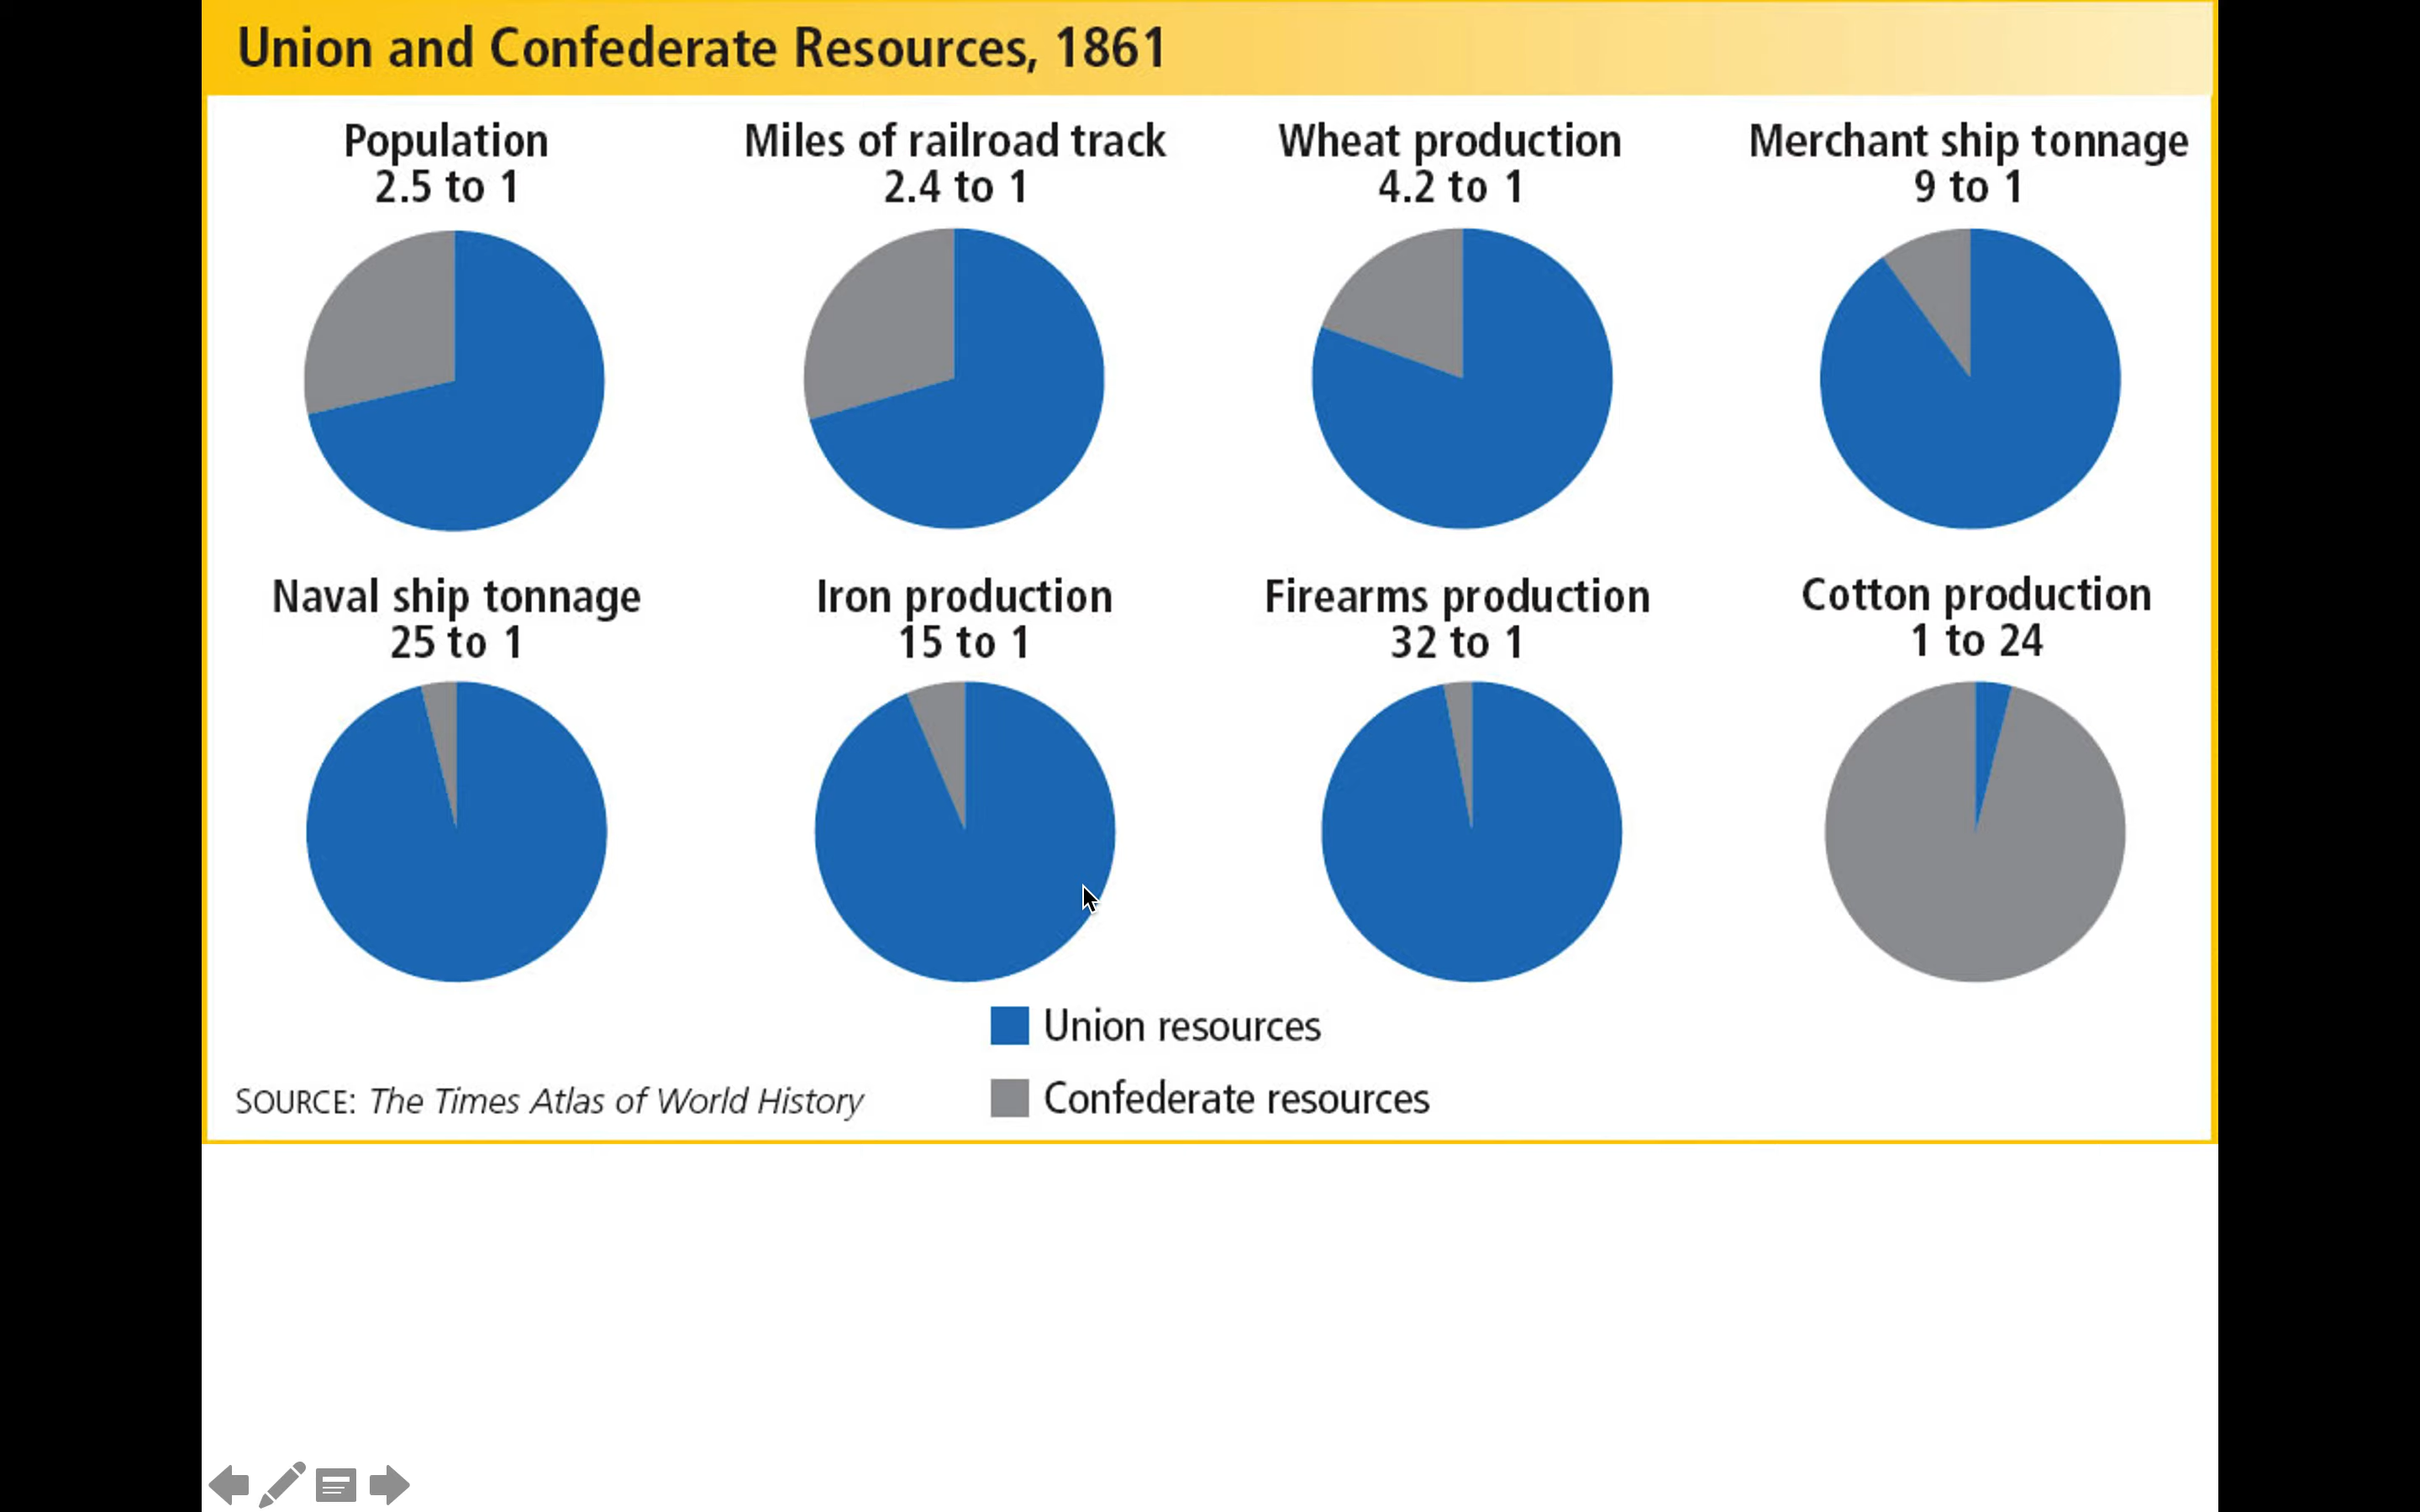 Union and Confederate Resources, 1861
Population
2.5 to 1
Miles of railroad track
2.4 to 1
Wheat production
4.2 to 1
Merchant ship tonnage
9 to 1
Naval ship tonnage
25 to 1
Iron production
15 to 1
Firearms production
32 to 1
Cotton production
1 to 24
Union resources
Confederate resources
SOURCE: The Times Atlas of World History